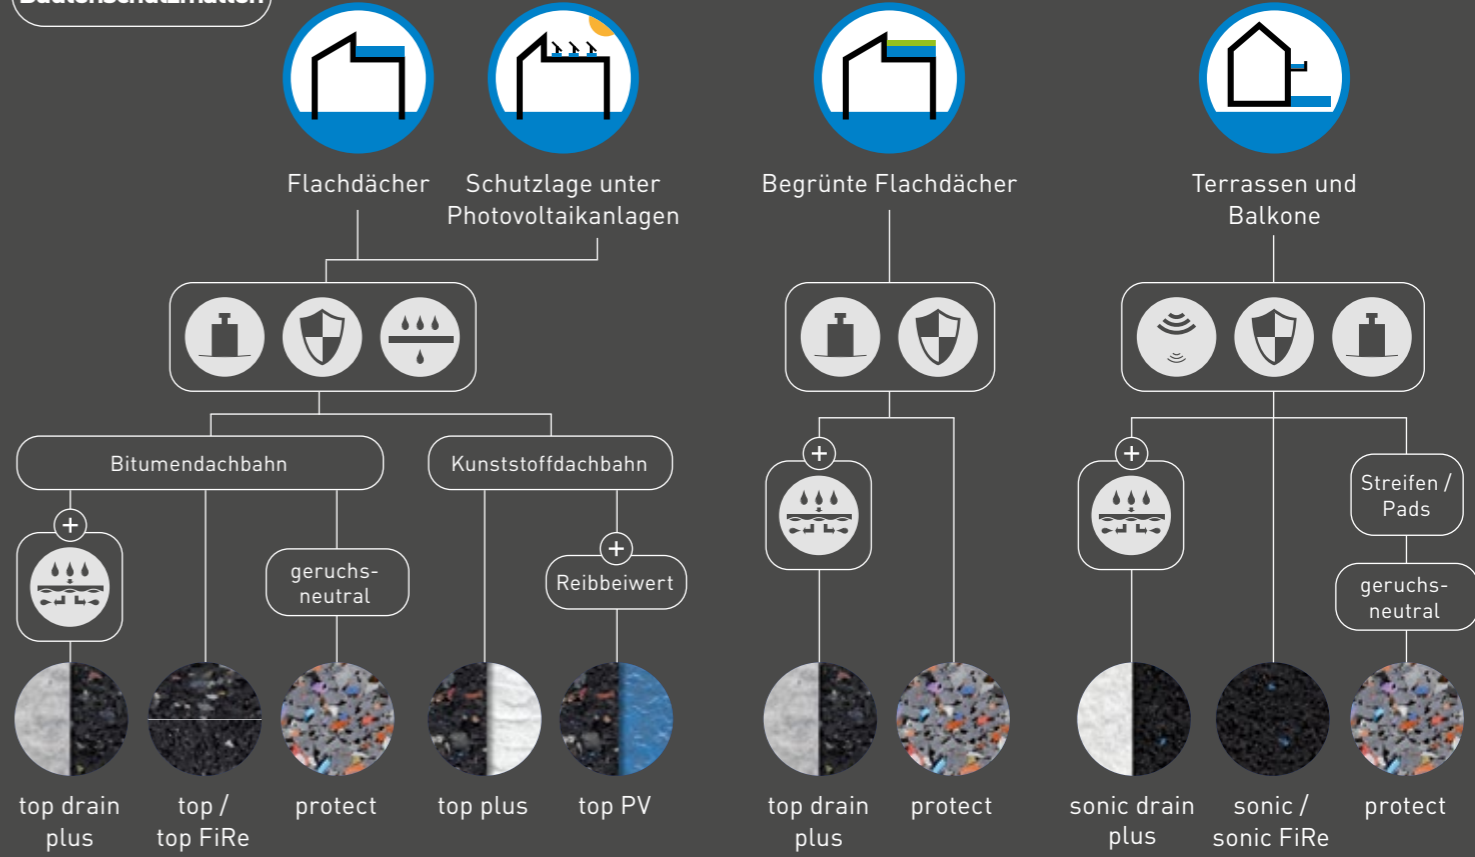 Bautenschutzmatten
Flachdächer
Schutzlage unter
Photovoltaikanlagen
Begrünte Flachdächer
Terrassen und
Balkone
Bitumendachbahn
Kunststoffdachbahn
+
+
Streifen /
Pads
+
geruchs-
neutral
+
Reibbeiwert
geruchs-
neutral
top drain
plus
top /
top FiRe
protect
top plus
top PV
top drain
plus
protect
sonic drain
plus
sonic /
sonic FiRe
protect